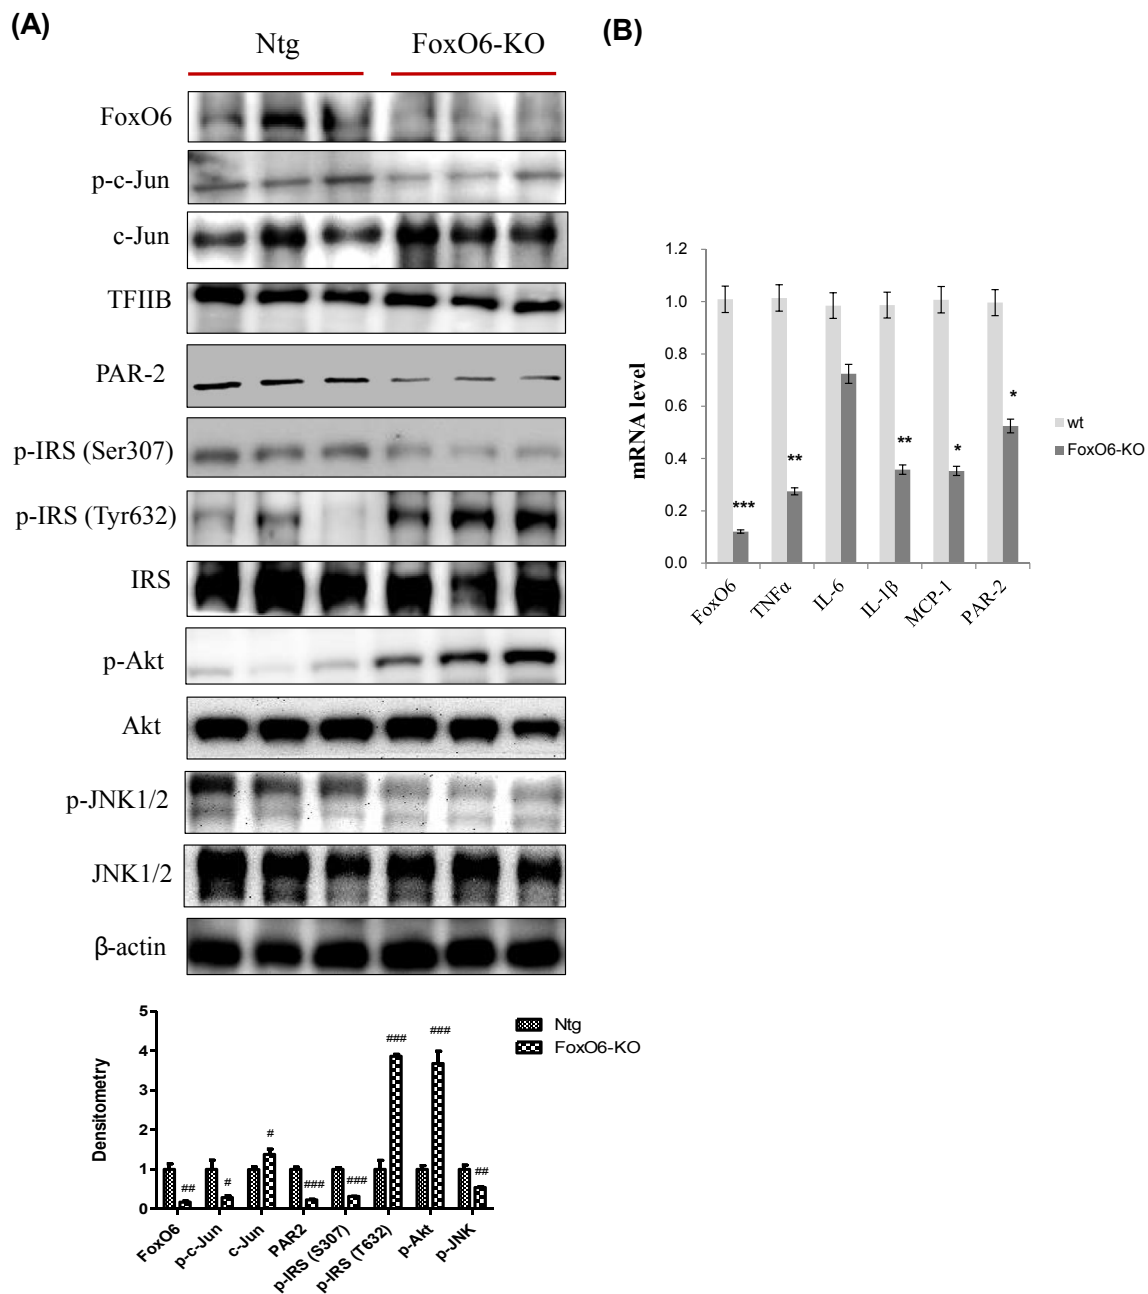 (A)
(B)
Ntg
FoxO6-KO
FoxO6
p-c-Jun
c-Jun
TFIIB
PAR-2
p-IRS (Ser307)
p-IRS (Tyr632)
IRS
p-Akt
Akt
p-JNK1/2
JNK1/2
β-actin
Densitometry
5
4
3
2
1
0
##
#
#
###
###
###
###
##
FoxO6
p-c-Jun
c-Jun
PAR2
p-IRS (S307)
p-IRS (T632)
p-Akt
p-JNK
Ntg
FoxO6-KO
mRNA level
1.2
1.0
0.8
0.6
0.4
0.2
0.0
***
**
**
*
*
FoxO6
TNFα
IL-6
IL-1β
MCP-1
PAR-2
wt
FoxO6-KO